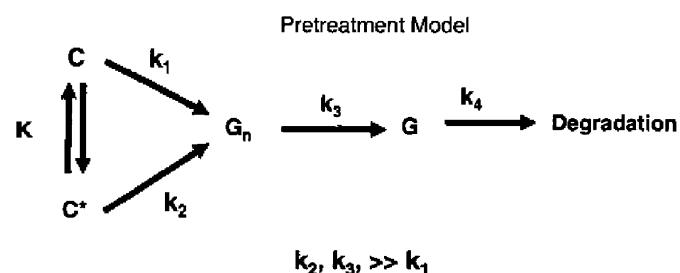 Pretreatment Model
C
k₁
K
Gₙ
k₃
G
k₄
Degradation
C*
k₂
k₂, k₃, >> k₁